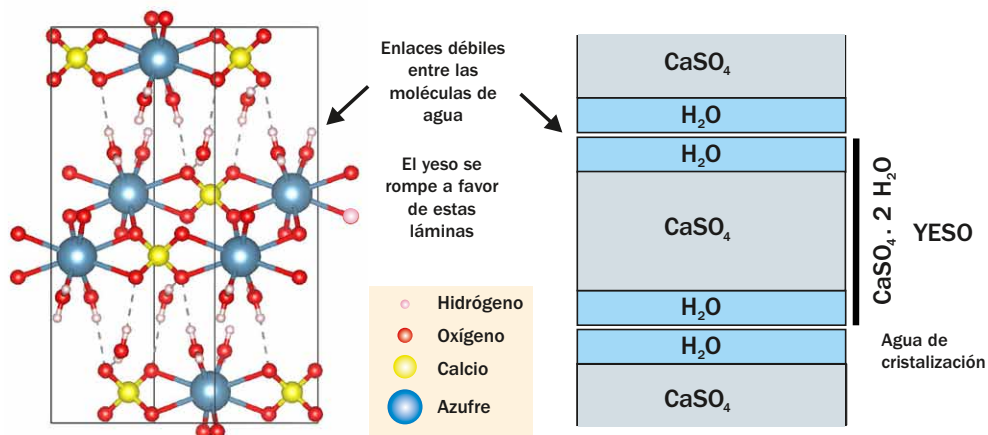 Enlaces débiles
entre las
moléculas de
agua
El yeso se
rompe a favor
de estas
láminas
Hidrógeno
Oxígeno
Calcio
Azufre
CaSO₄
H₂O
H₂O
CaSO₄
H₂O
H₂O
CaSO₄
CaSO₄. 2 H₂O
YESO
Agua de
cristalización